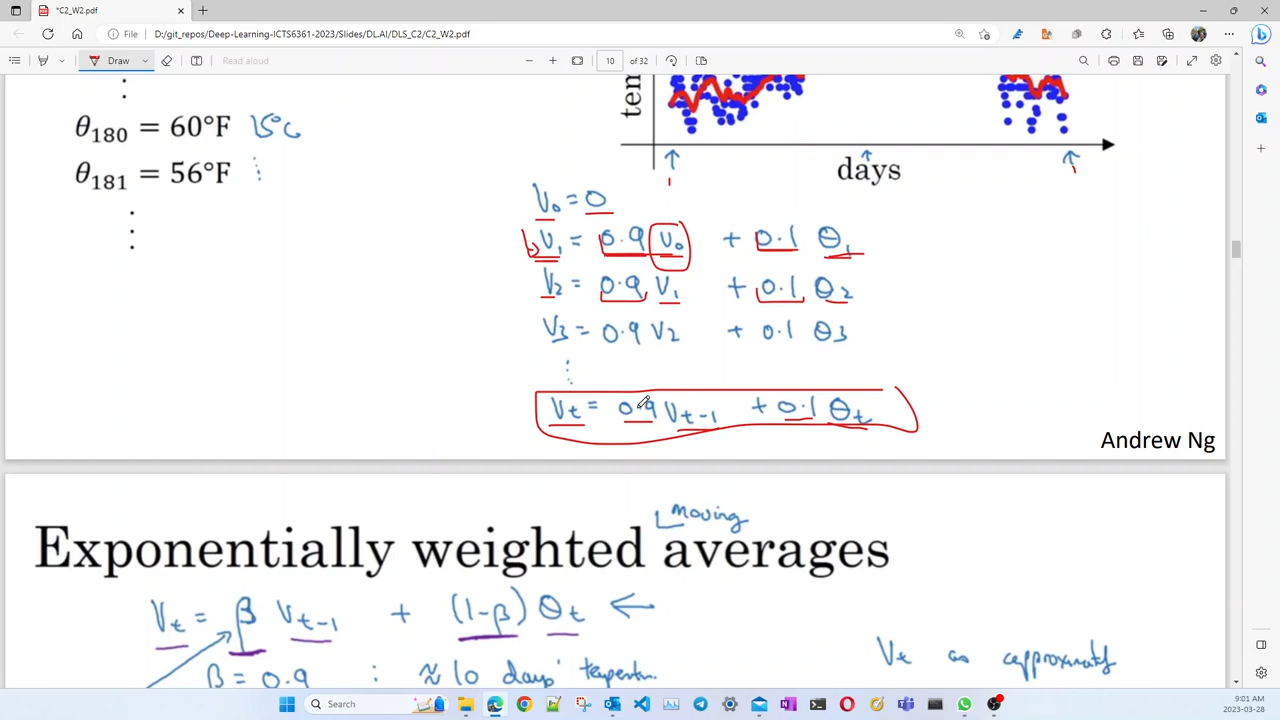 *C2_W2.pdf
File
D:/git_repos/Deep-Learning-ICTS6361-2023/Slides/DL.AI/DLS_C2/C2_W2.pdf
Draw
Read aloud
10 of 32
θ180 = 60°F 15°C
θ181 = 56°F
tem
days
V0 = 0
V1 = 0.9 V0 + 0.1 θ1
V2 = 0.9 V1 + 0.1 θ2
V3 = 0.9 V2 + 0.1 θ3
Vt = 0.9 Vt-1 + 0.1 θt
Andrew Ng
moving
Exponentially weighted averages
Vt = β Vt-1 + (1-β) θt ←
β = 0.9 : ≈ 10 days'
Vt as
Search
9:01 AM
2023-03-28